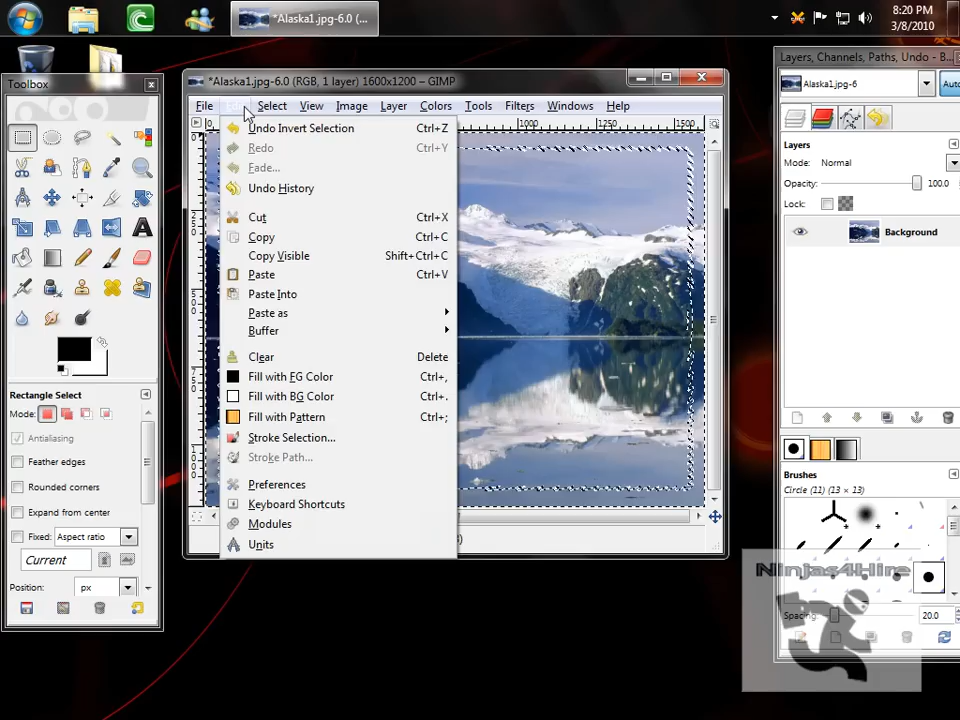 *Alaska1.jpg-6.0 (...
8:20 PM
3/8/2010
Toolbox
*Alaska1.jpg-6.0 (RGB, 1 layer) 1600x1200 – GIMP
File Edit Select View Image Layer Colors Tools Filters Windows Help
1000 1250 1500
Undo Invert Selection Ctrl+Z
Redo Ctrl+Y
Fade...
Undo History
Cut Ctrl+X
Copy Ctrl+C
Copy Visible Shift+Ctrl+C
Paste Ctrl+V
Paste Into
Paste as
Buffer
Clear Delete
Fill with FG Color Ctrl+,
Fill with BG Color Ctrl+.
Fill with Pattern Ctrl+;
Stroke Selection...
Stroke Path...
Preferences
Keyboard Shortcuts
Modules
Units
Rectangle Select
Mode:
Antialiasing
Feather edges
Rounded corners
Expand from center
Fixed: Aspect ratio
Current
Position: px
Layers, Channels, Paths, Undo - B...
Alaska1.jpg-6
Auto
Layers
Mode: Normal
Opacity: 100.0
Lock:
Background
Brushes
Circle (11) (13 × 13)
Spacing: 20.0
Ninjas4Hire